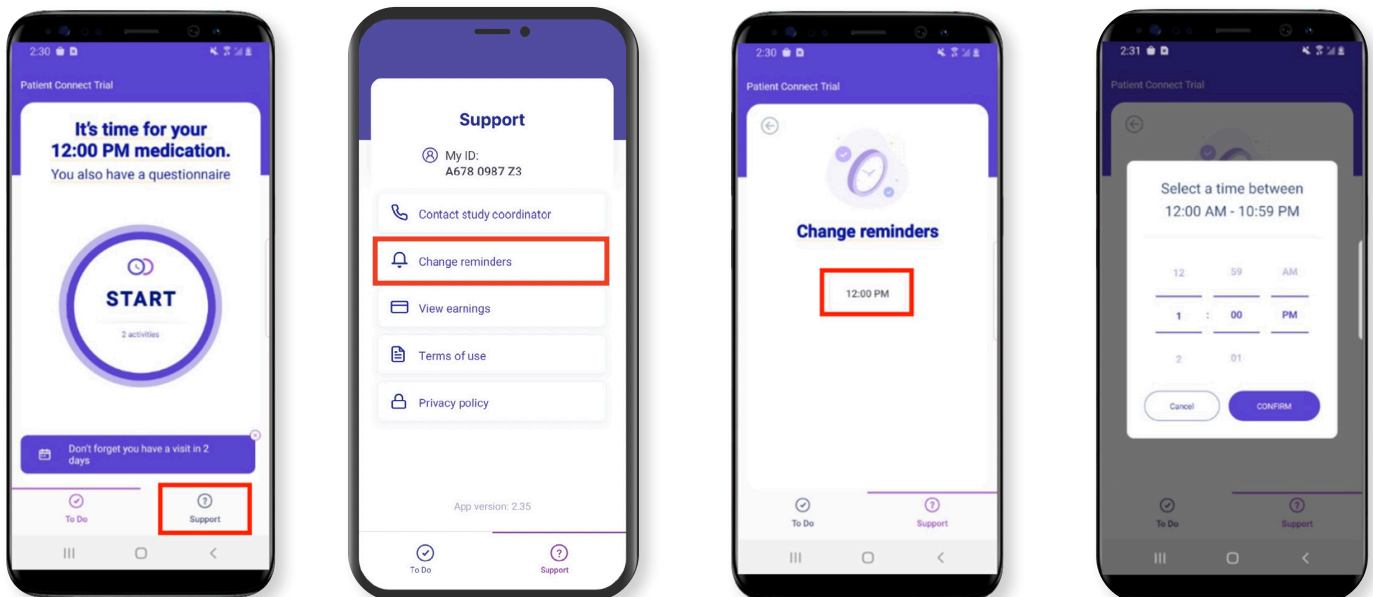 2:30
Patient Connect Trial
It's time for your
12:00 PM medication.
You also have a questionnaire
START
2 activities
Don't forget you have a visit in 2
days
To Do
Support
Support
My ID:
A678 0987 Z3
Contact study coordinator
Change reminders
View earnings
Terms of use
Privacy policy
App version: 2.35
To Do
Support
2:30
Patient Connect Trial
Change reminders
12:00 PM
To Do
Support
2:31
Patient Connect Trial
Select a time between
12:00 AM - 10:59 PM
12 59 AM
1 : 00 PM
2 01
Cancel
CONFIRM
To Do
Support